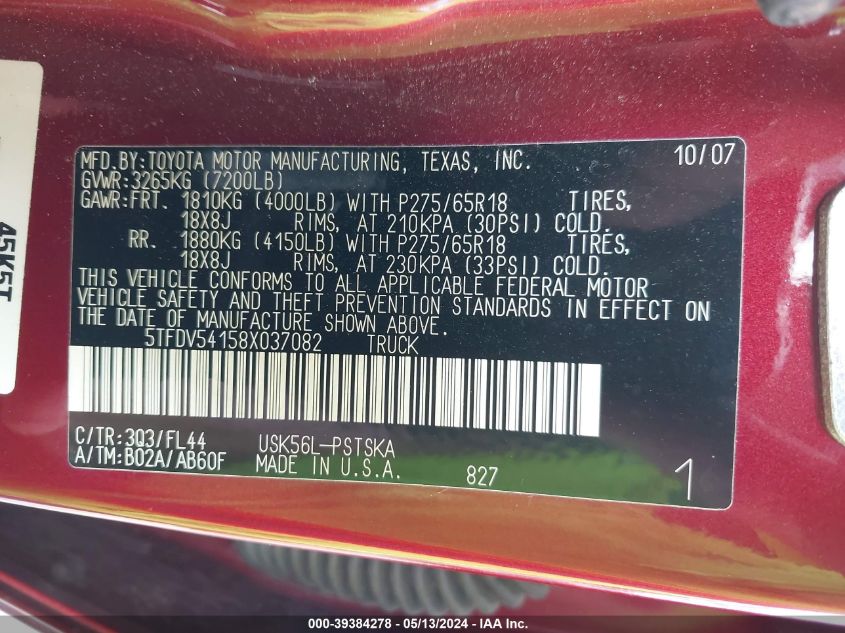 MFD.BY:TOYOTA MOTOR MANUFACTURING, TEXAS, INC. 10/07
GVWR:3265KG (7200LB)
GAWR:FRT. 1810KG (4000LB) WITH P275/65R18 TIRES,
18X8J RIMS, AT 210KPA (30PSI) COLD.
RR. 1880KG (4150LB) WITH P275/65R18 TIRES,
18X8J RIMS, AT 230KPA (33PSI) COLD.
THIS VEHICLE CONFORMS TO ALL APPLICABLE FEDERAL MOTOR
VEHICLE SAFETY AND THEFT PREVENTION STANDARDS IN EFFECT ON
THE DATE OF MANUFACTURE SHOWN ABOVE.
5TFDV54158X037082 TRUCK
C/TR:3Q3/FL44 USK56L-PSTSKA
A/TM:B02A/AB60F MADE IN U.S.A. 827 1
45K5T
000-39384278 - 05/13/2024 - IAA Inc.